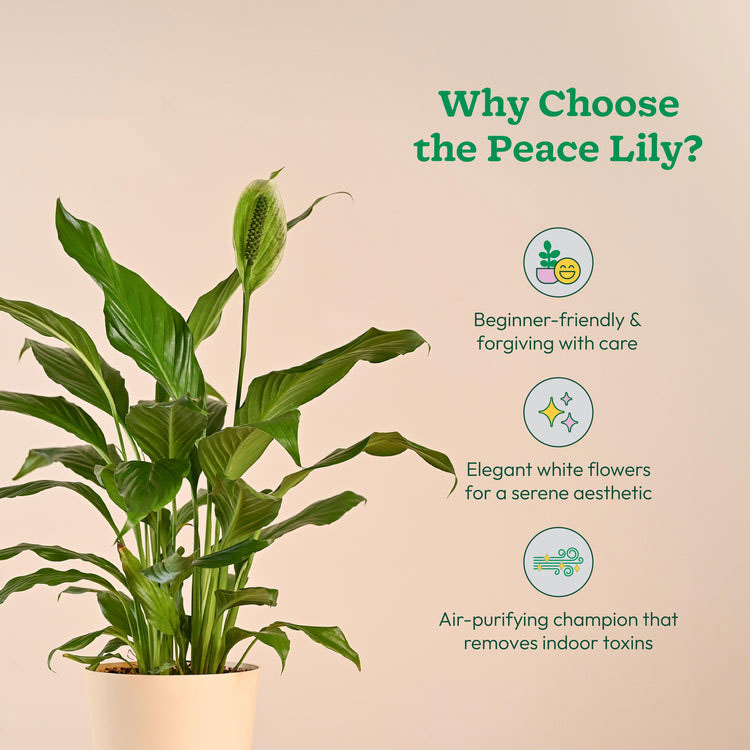 Why Choose
the Peace Lily?
Beginner-friendly &
forgiving with care
Elegant white flowers
for a serene aesthetic
Air-purifying champion that
removes indoor toxins